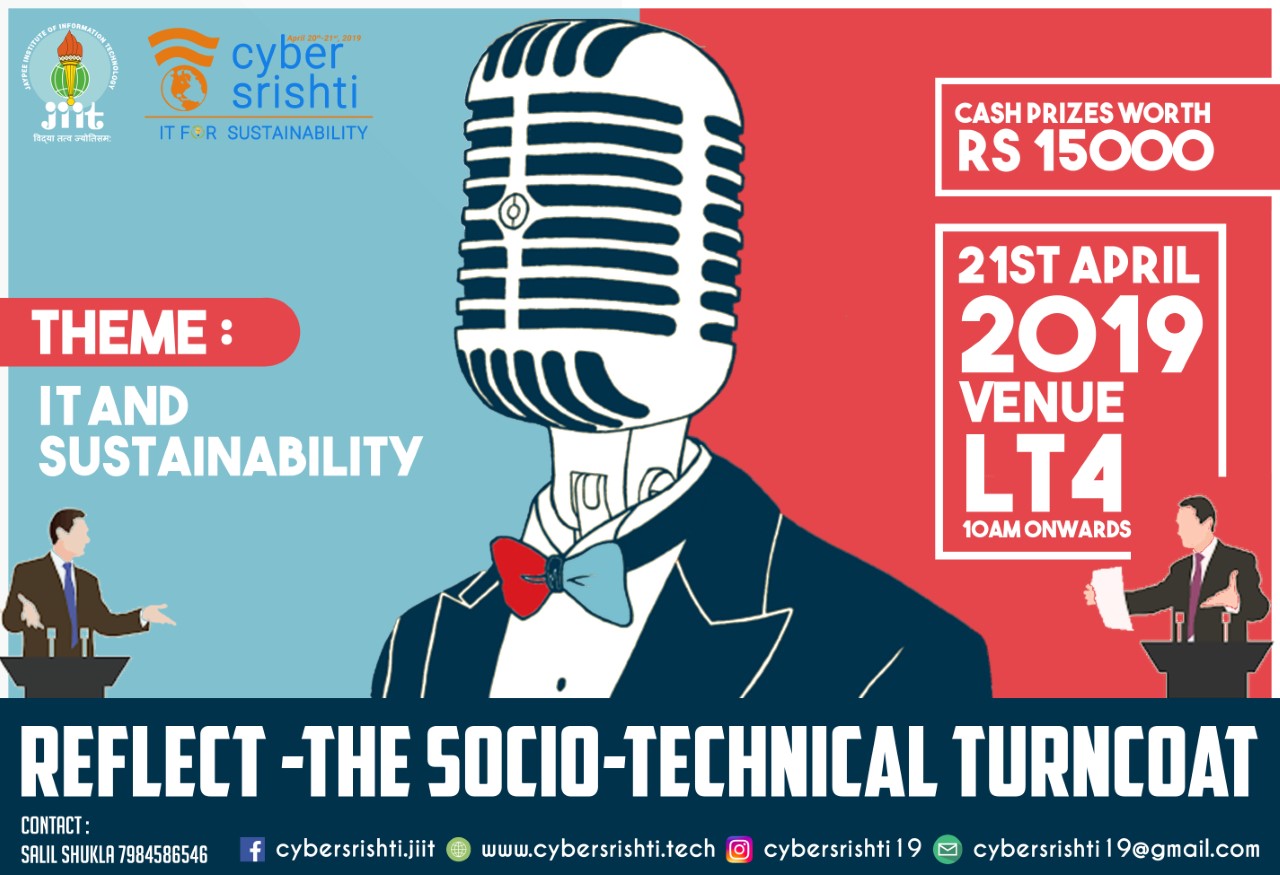 JAYPEE INSTITUTE OF INFORMATION TECHNOLOGY
jiit
विद्या तत्व ज्योतिसम:
April 20th-21st, 2019
cyber
srishti
IT FOR SUSTAINABILITY
CASH PRIZES WORTH
RS 15000
21ST APRIL
2019
VENUE
LT4
10AM ONWARDS
THEME :
IT AND
SUSTAINABILITY
REFLECT -THE SOCIO-TECHNICAL TURNCOAT
CONTACT :
SALIL SHUKLA 7984586546
cybersrishti.jiit
www.cybersrishti.tech
cybersrishti19
cybersrishti19@gmail.com